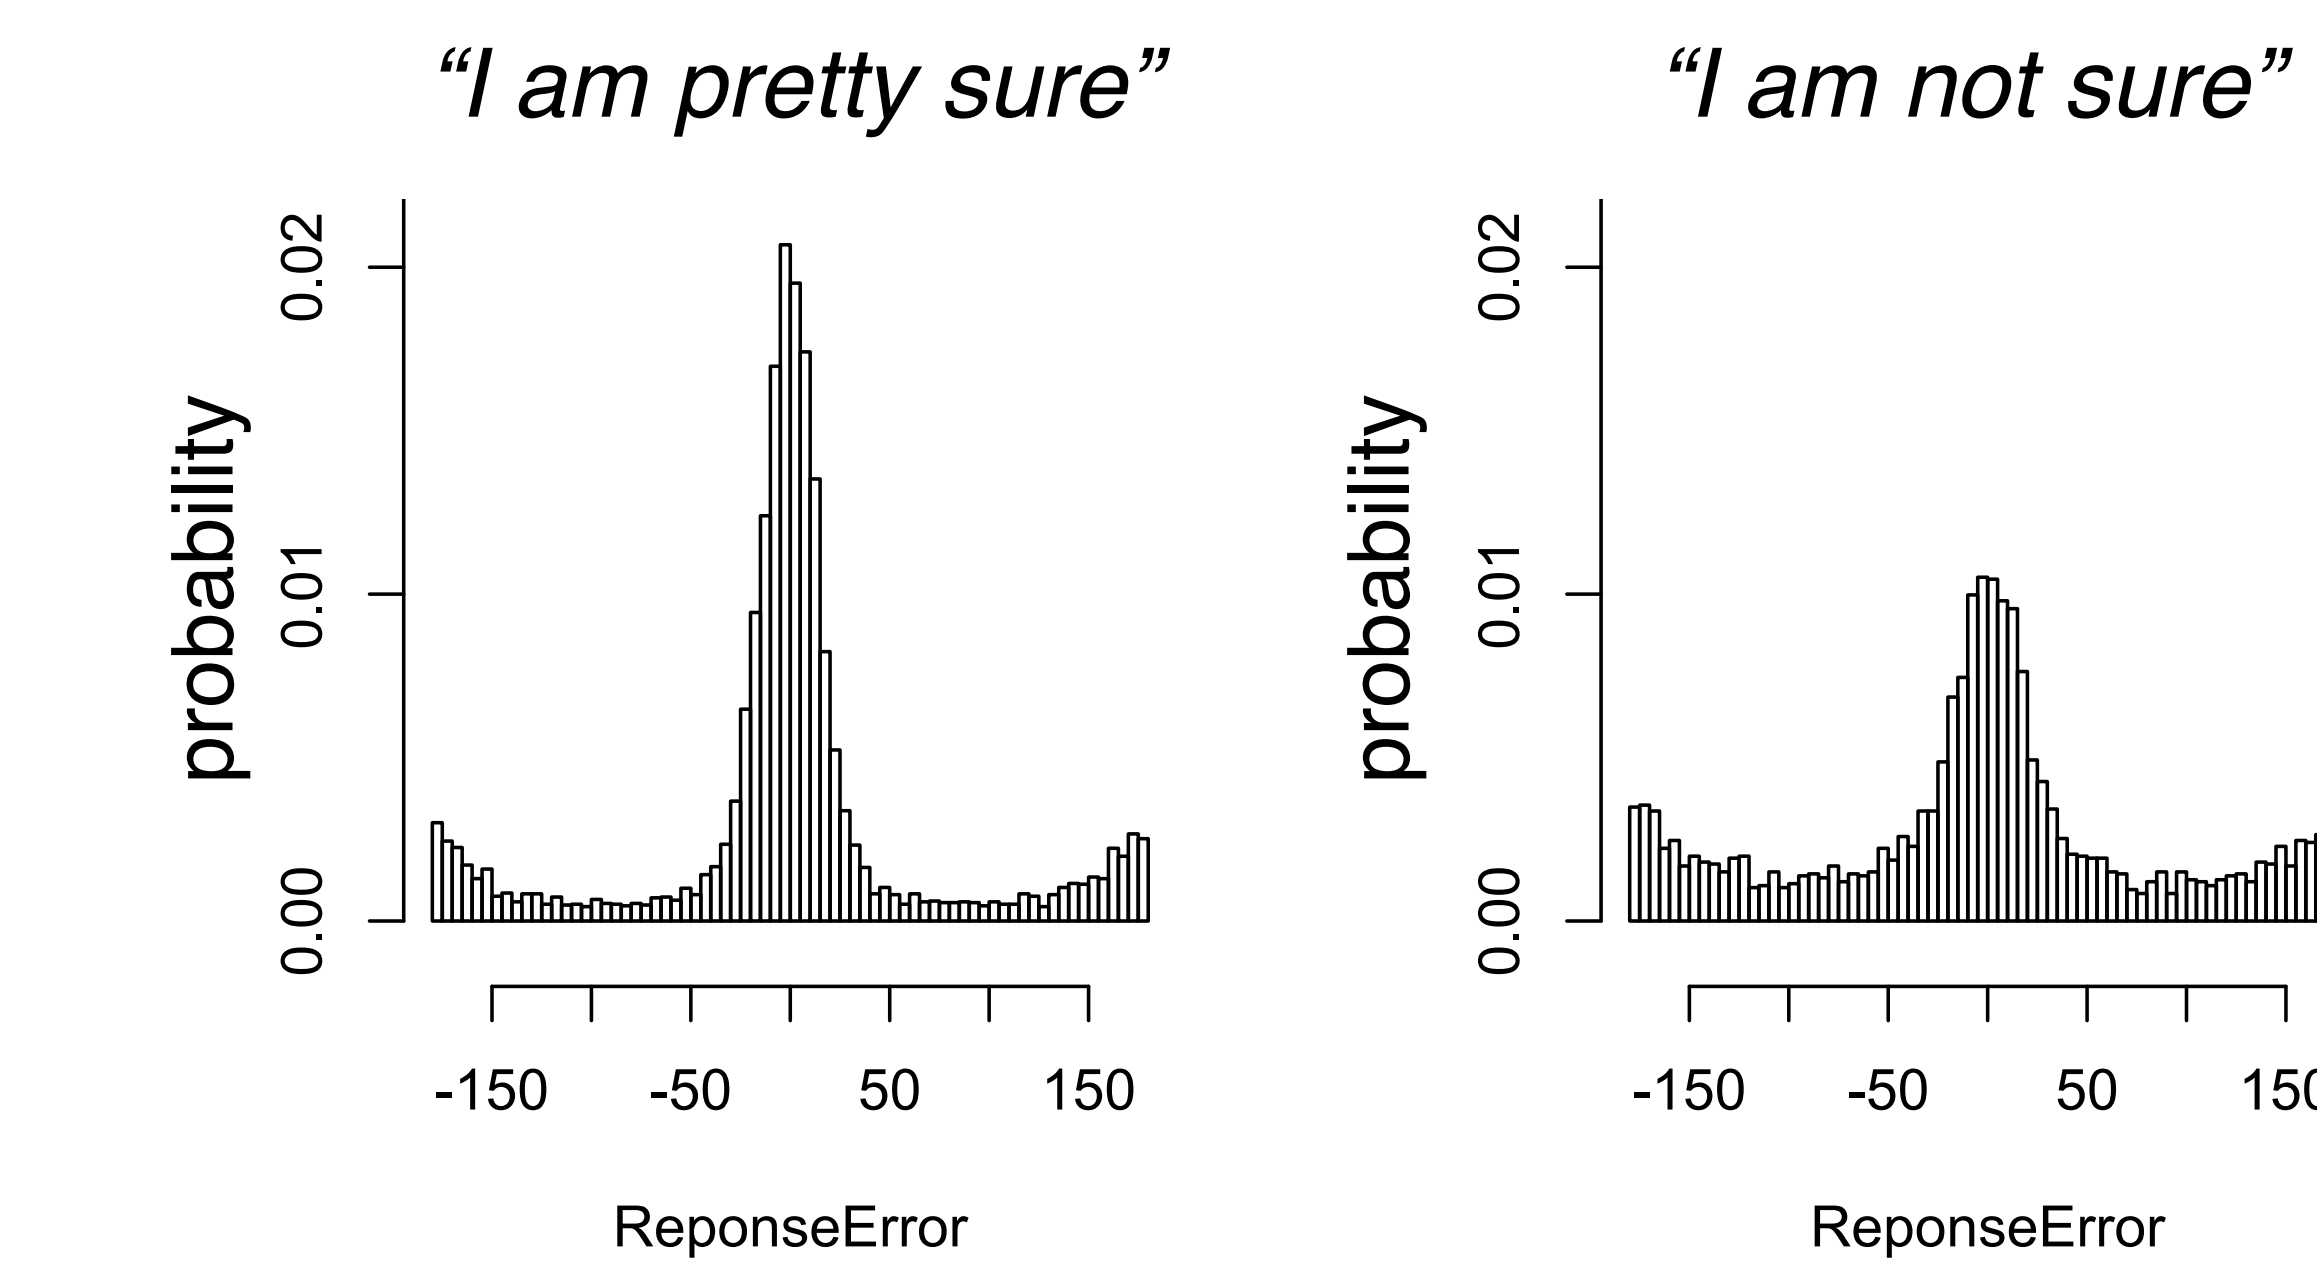 “I am pretty sure”
“I am not sure”
probability
0.00 0.01 0.02
-150 -50 50 150
ReponseError
probability
0.00 0.01 0.02
-150 -50 50 150
ReponseError